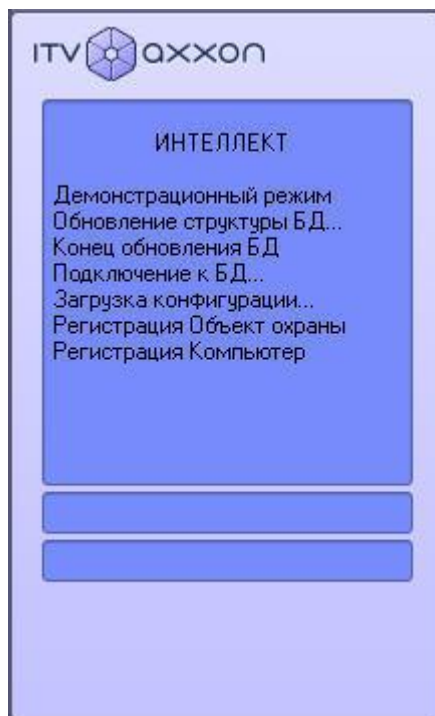 ITV axxon
ИНТЕЛЛЕКТ
Демонстрационный режим
Обновление структуры БД...
Конец обновления БД
Подключение к БД...
Загрузка конфигурации...
Регистрация Объект охраны
Регистрация Компьютер